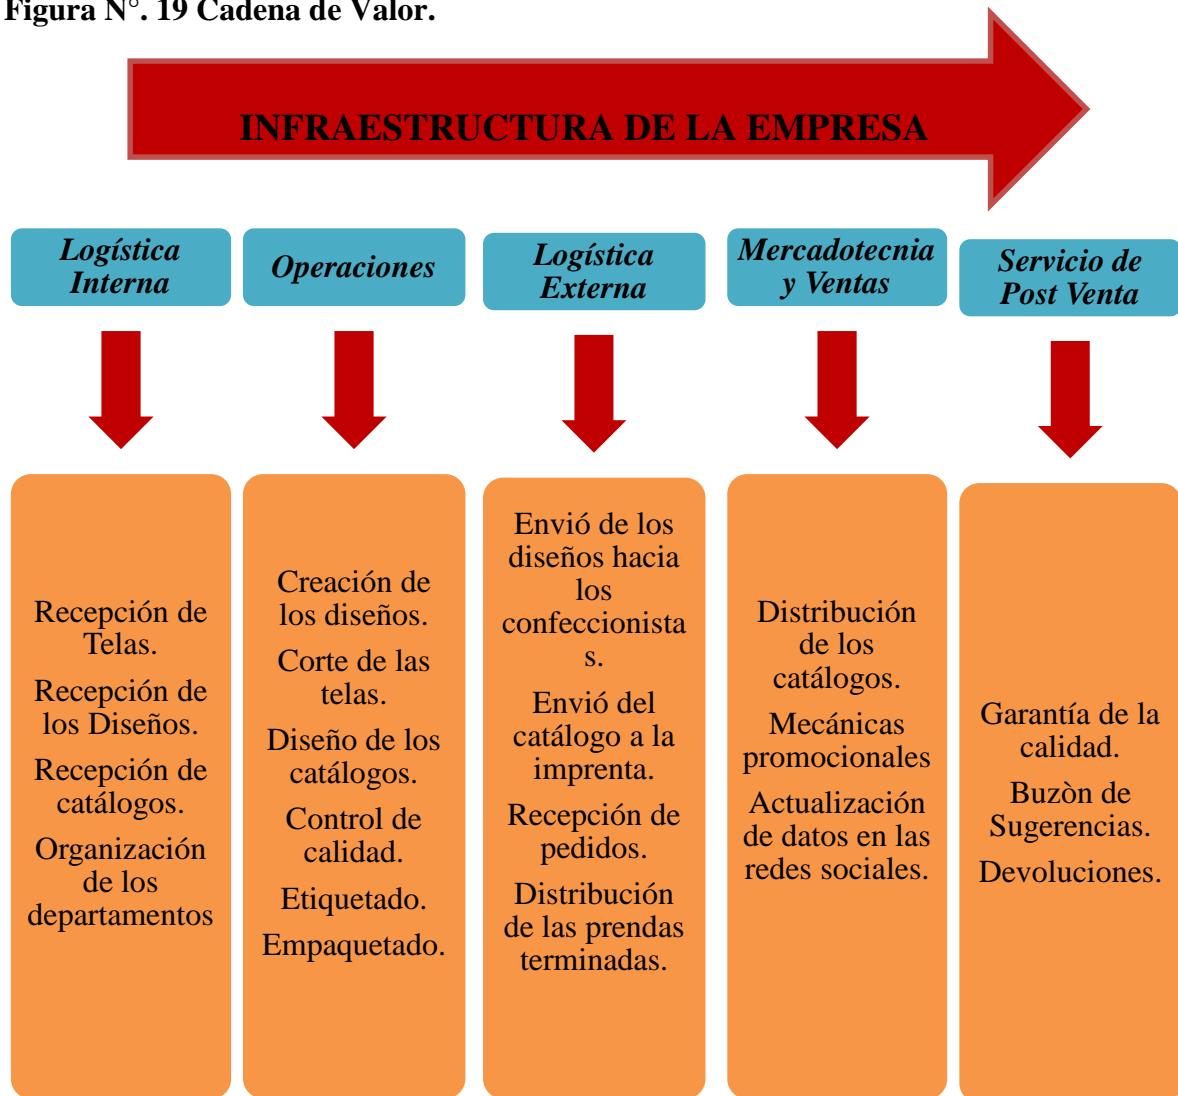 Figura N°. 19 Cadena de Valor.
INFRAESTRUCTURA DE LA EMPRESA
Logística
Interna
Operaciones
Logística
Externa
Mercadotecnia
y Ventas
Servicio de
Post Venta
Recepción de
Telas.
Recepción de
los Diseños.
Recepción de
catálogos.
Organización
de los
departamentos
Creación de
los diseños.
Corte de las
telas.
Diseño de los
catálogos.
Control de
calidad.
Etiquetado.
Empaquetado.
Envió de los
diseños hacia
los
confeccionista
s.
Envió del
catálogo a la
imprenta.
Recepción de
pedidos.
Distribución
de las prendas
terminadas.
Distribución
de los
catálogos.
Mecánicas
promocionales
Actualización
de datos en las
redes sociales.
Garantía de la
calidad.
Buzòn de
Sugerencias.
Devoluciones.